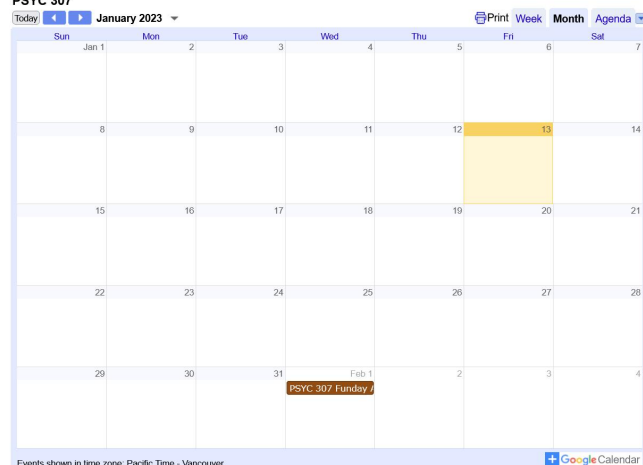 PSYC 307
Today January 2023 Print Week Month Agenda
Sun Mon Tue Wed Thu Fri Sat
Jan 1 2 3 4 5 6 7
8 9 10 11 12 13 14
15 16 17 18 19 20 21
22 23 24 25 26 27 28
29 30 31 Feb 1 2 3 4
PSYC 307 Funday
Events shown in time zone: Pacific Time - Vancouver
Google Calendar